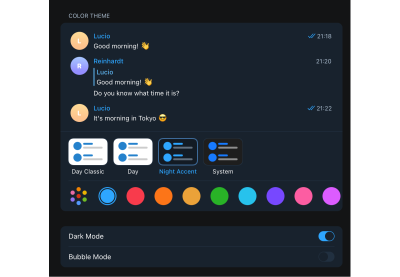 COLOR THEME
Lucio 21:18
Good morning! 👋
Reinhardt 21:20
Lucio
Good morning! 👋
Do you know what time it is?
Lucio 21:22
It's morning in Tokyo 😎
Day Classic Day Night Accent System
Dark Mode
Bubble Mode
L
R
L